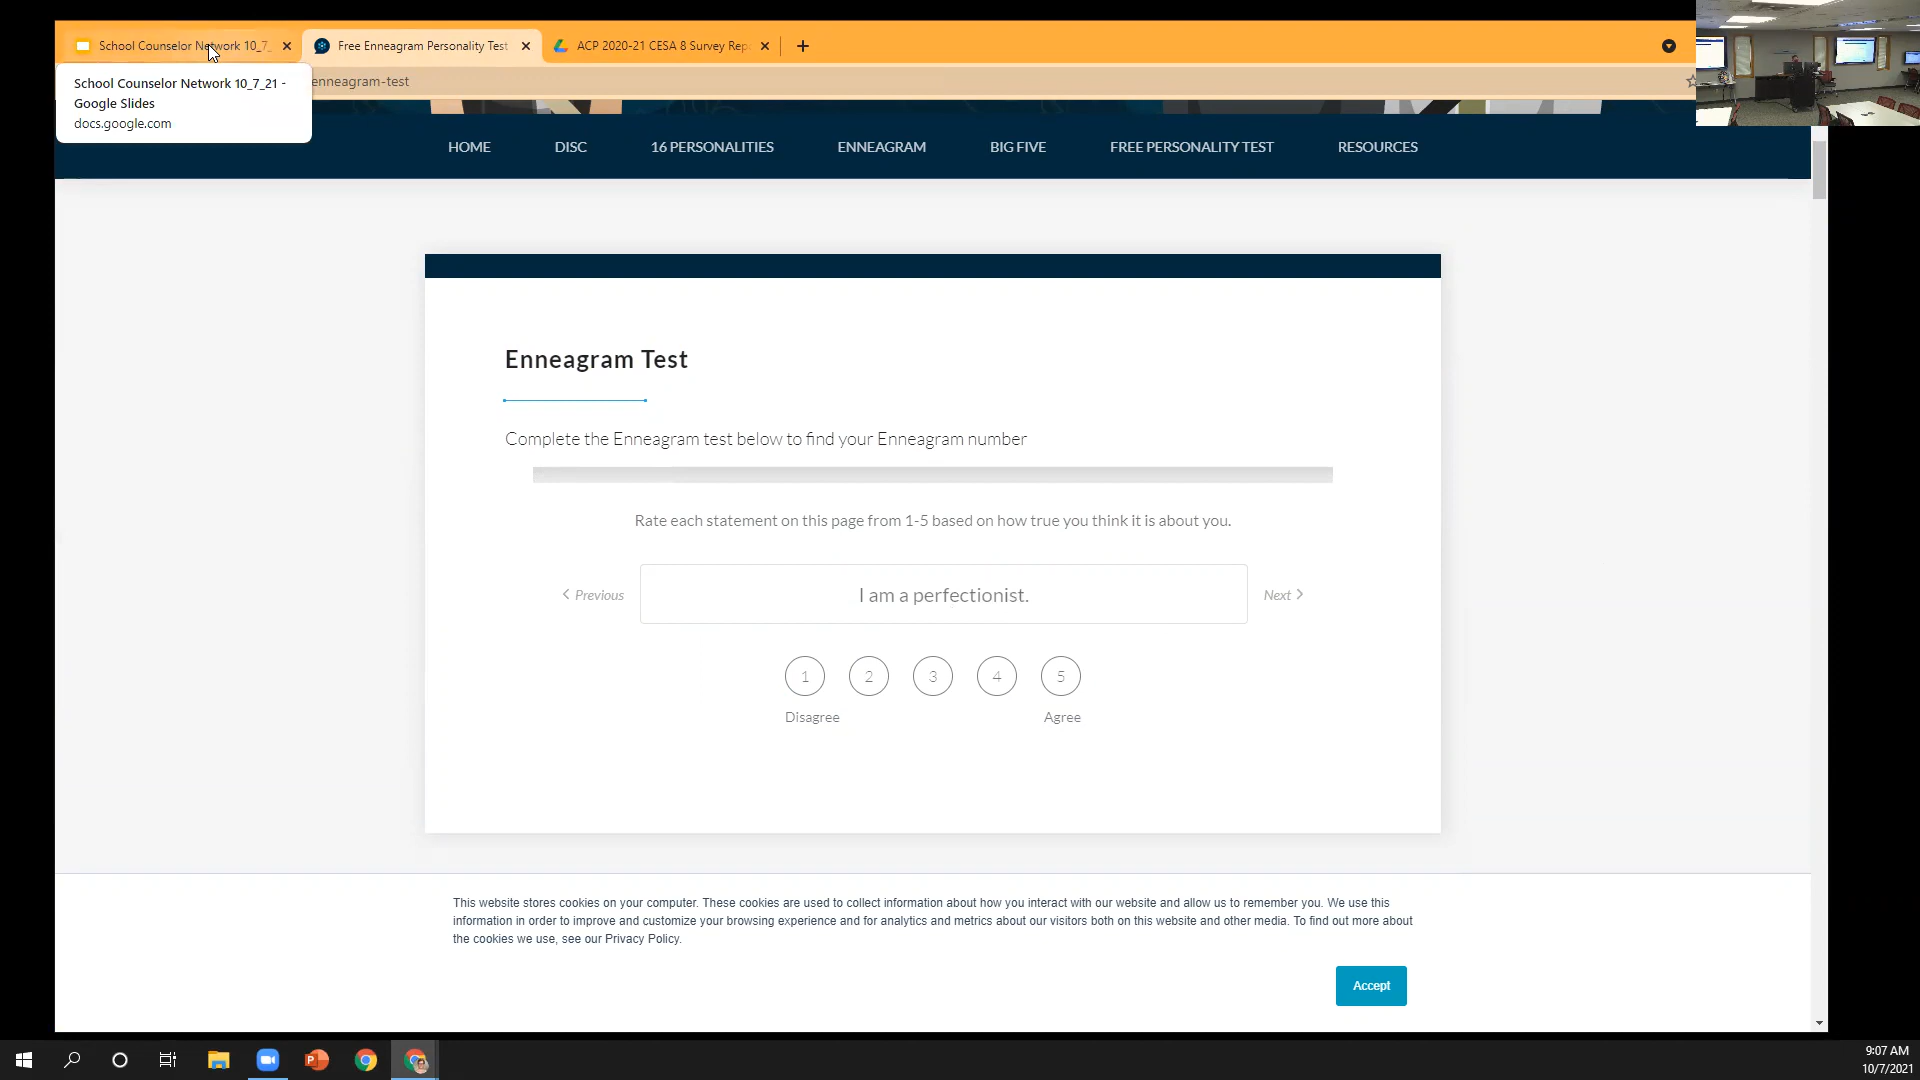 School Counselor Network 10_7_
Free Enneagram Personality Test
ACP 2020-21 CESA 8 Survey Rep
School Counselor Network 10_7_21 -
Google Slides
docs.google.com
enneagram-test
HOME
DISC
16 PERSONALITIES
ENNEAGRAM
BIG FIVE
FREE PERSONALITY TEST
RESOURCES
Enneagram Test
Complete the Enneagram test below to find your Enneagram number
Rate each statement on this page from 1-5 based on how true you think it is about you.
Previous
I am a perfectionist.
Next
1 2 3 4 5
Disagree
Agree
This website stores cookies on your computer. These cookies are used to collect information about how you interact with our website and allow us to remember you. We use this
information in order to improve and customize your browsing experience and for analytics and metrics about our visitors both on this website and other media. To find out more about
the cookies we use, see our Privacy Policy.
Accept
9:07 AM
10/7/2021